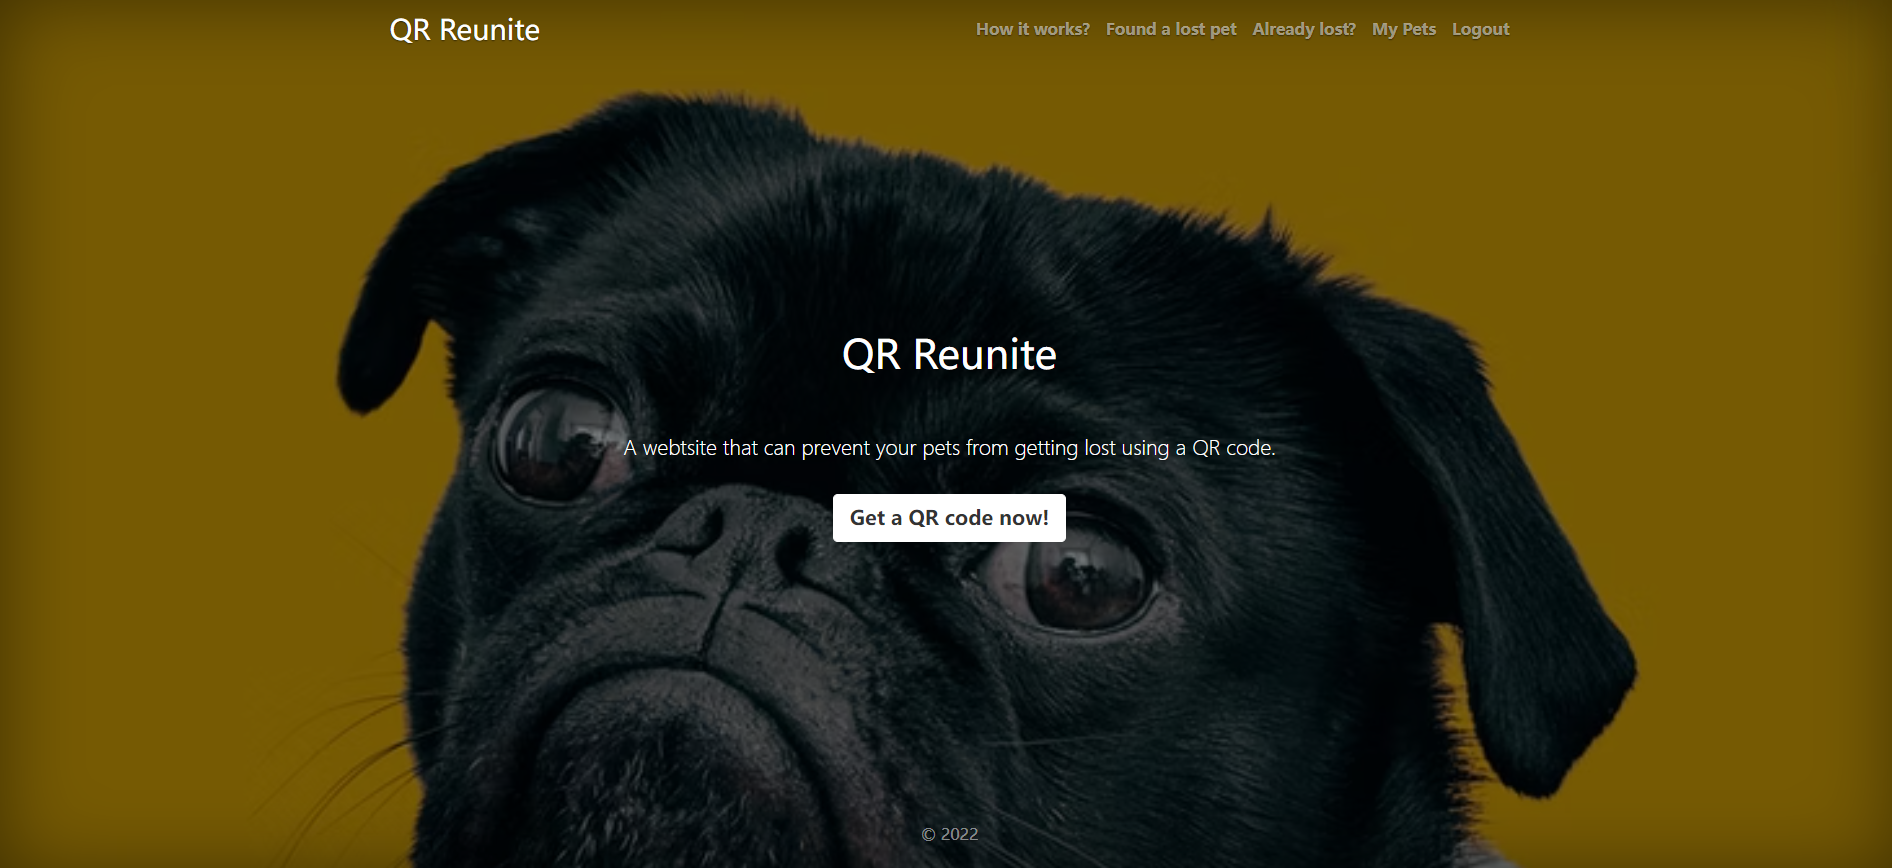 QR Reunite
How it works? Found a lost pet Already lost? My Pets Logout
QR Reunite
A webtsite that can prevent your pets from getting lost using a QR code.
Get a QR code now!
© 2022